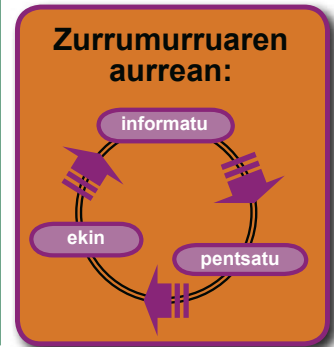 Zurrumurruaren
aurrean:
informatu
ekin
pentsatu